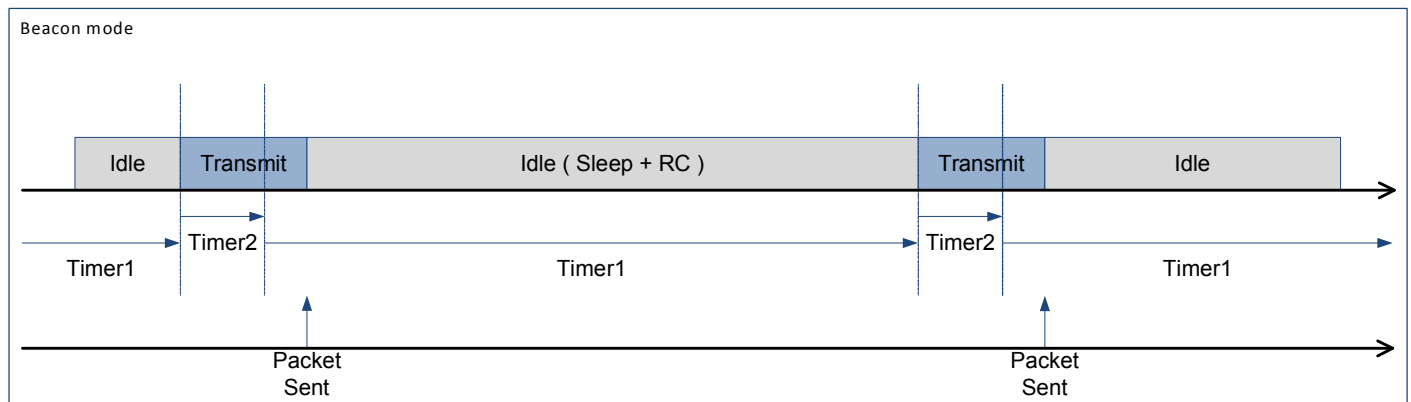 Beacon mode
Idle
Transmit
Idle ( Sleep + RC )
Transmit
Idle
Timer2
Timer2
Timer1
Timer1
Timer1
Packet
Sent
Packet
Sent